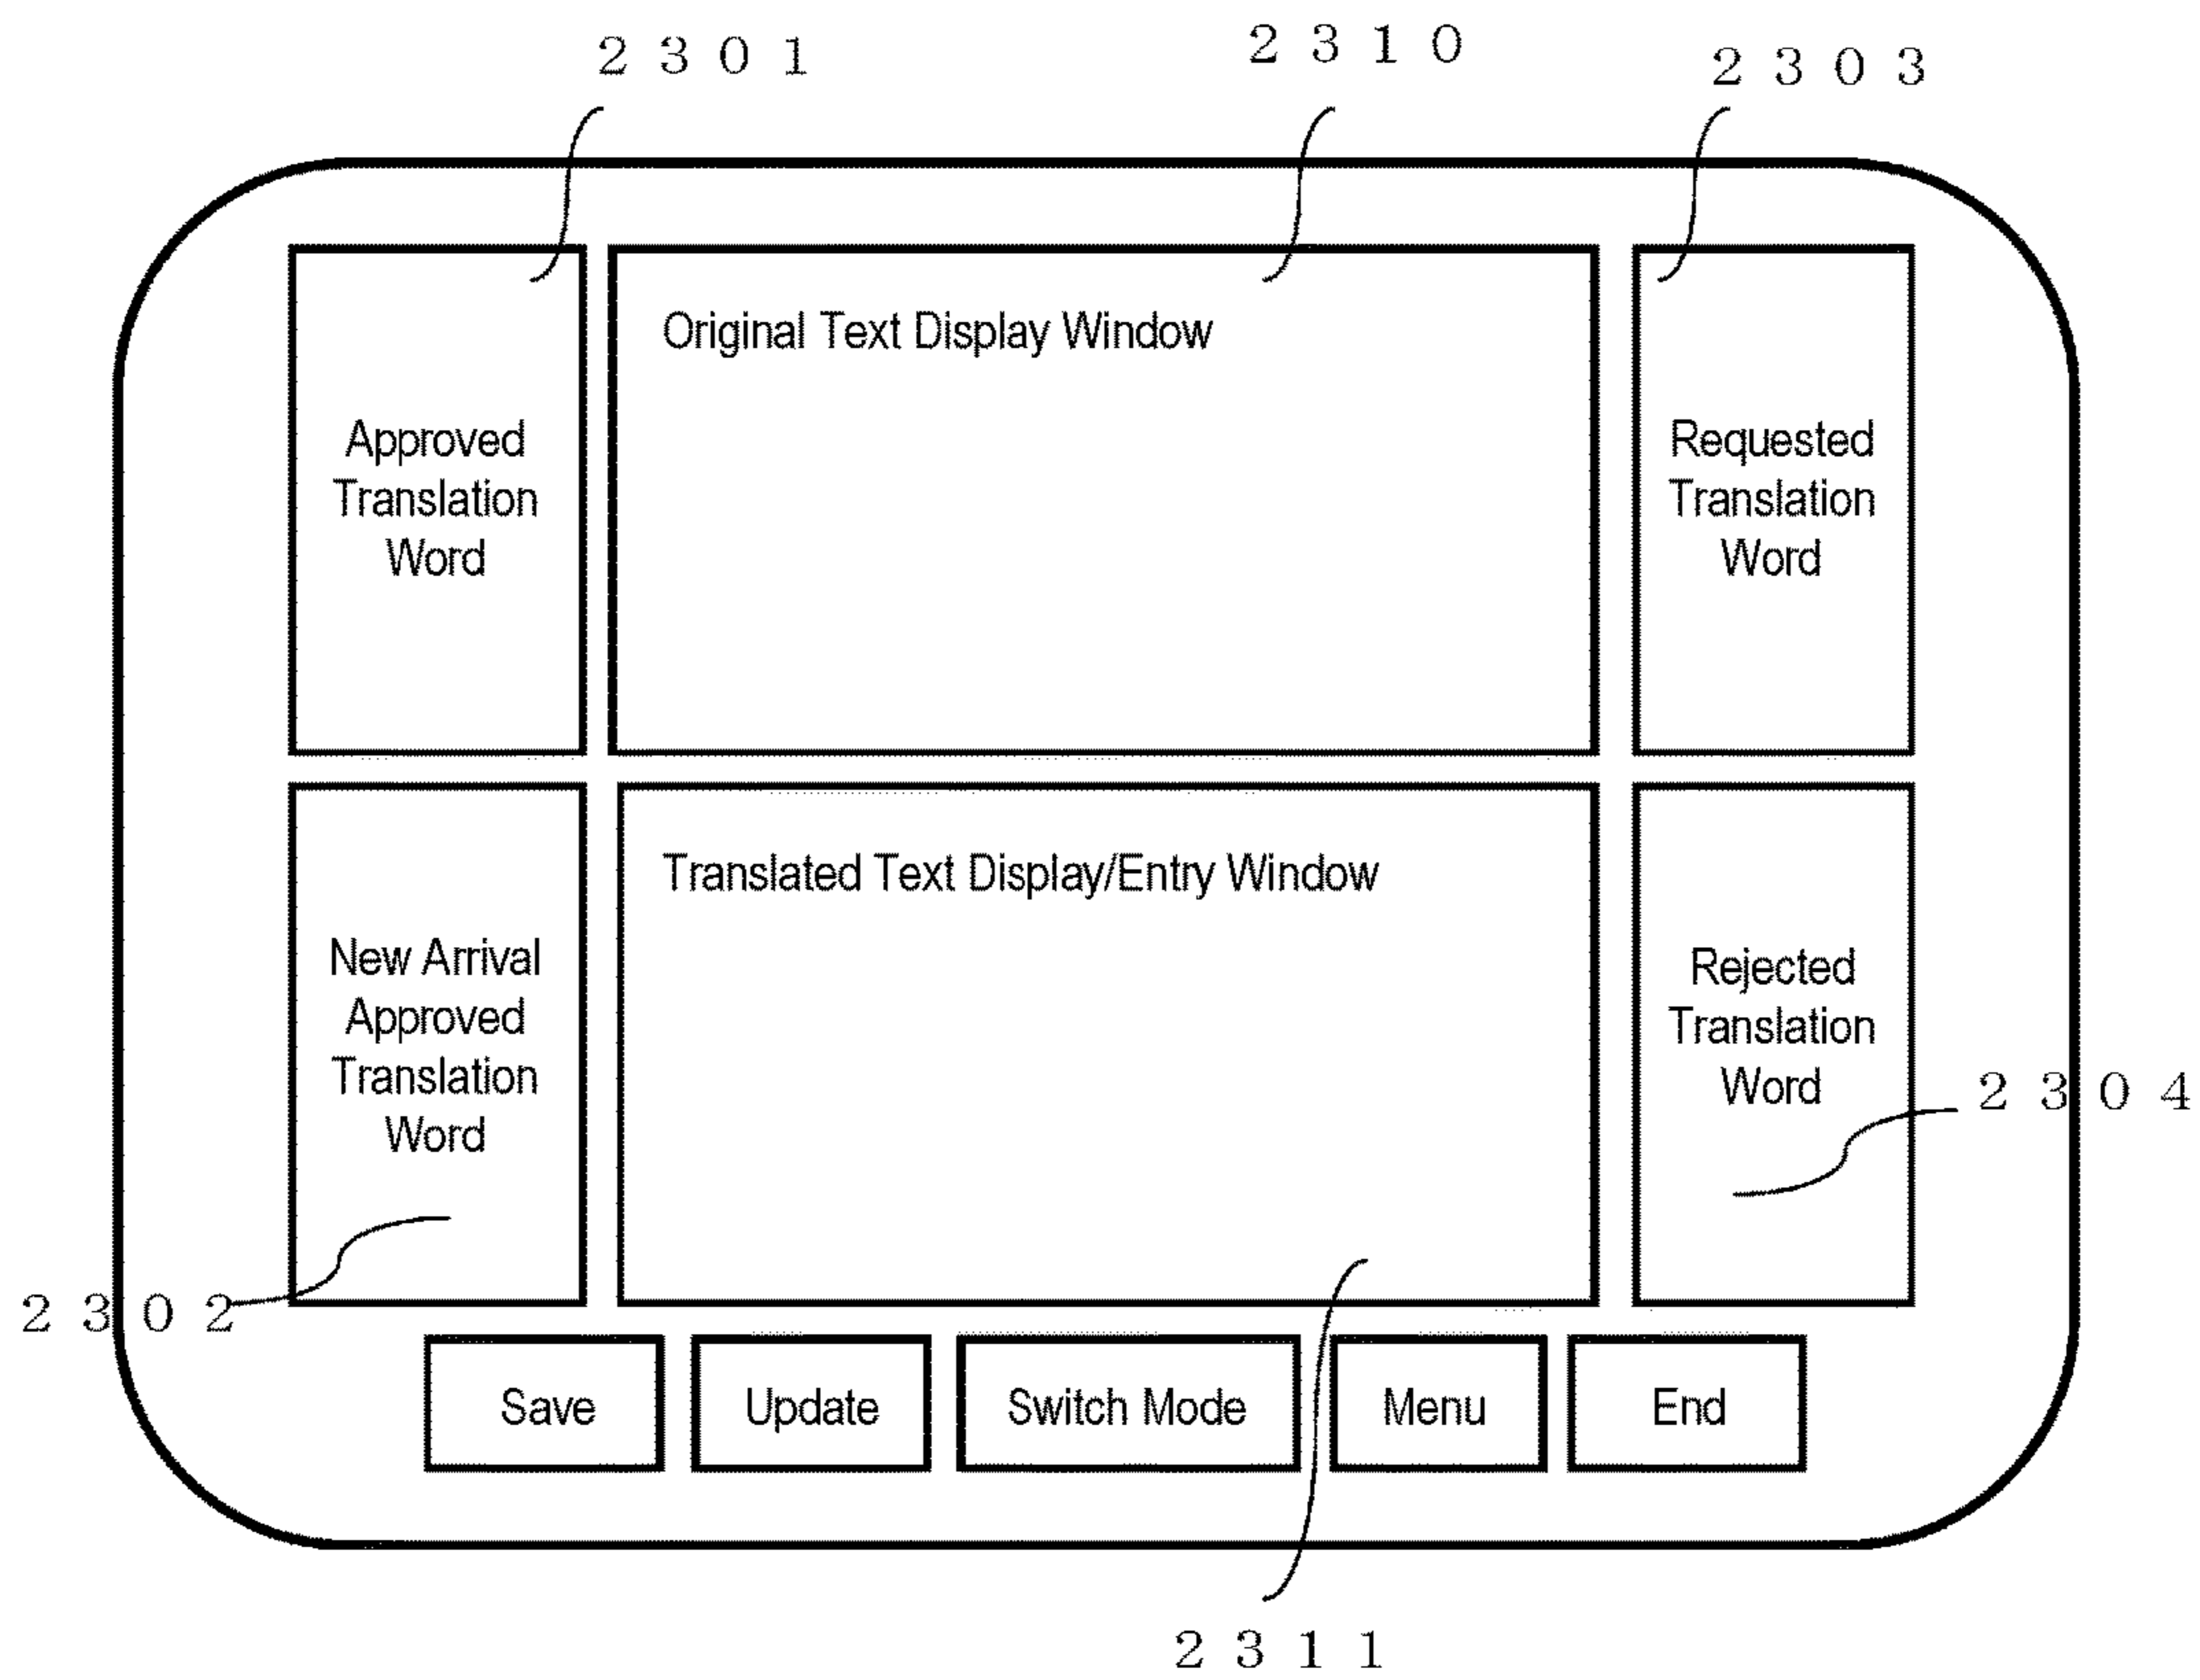 2301
2310
2303
Original Text Display Window
Approved
Translation
Word
Requested
Translation
Word
Translated Text Display/Entry Window
New Arrival
Approved
Translation
Word
Rejected
Translation
Word
2304
2302
Save
Update
Switch Mode
Menu
End
2311